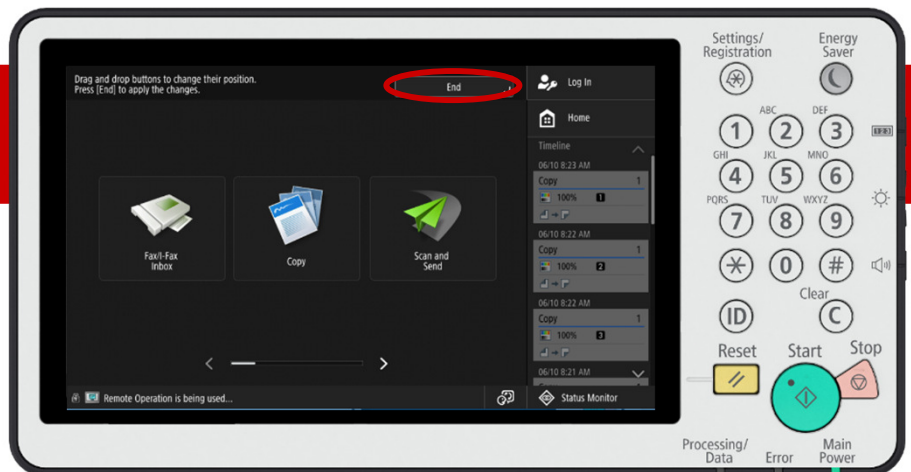 Drag and drop buttons to change their position.
Press [End] to apply the changes.
End
Log In
Home
Timeline
06/10 8:23 AM
Copy 1
100% 1
06/10 8:22 AM
Copy 1
100% 2
06/10 8:22 AM
Copy 1
100% 3
06/10 8:21 AM
Fax/I-Fax
Inbox
Copy
Scan and
Send
Remote Operation is being used...
Status Monitor
Settings/
Registration
Energy
Saver
ABC DEF
1 2 3
GHI JKL MNO
4 5 6
PQRS TUV WXYZ
7 8 9
0 #
Clear
ID C
Reset Start Stop
Processing/
Data
Error
Main
Power